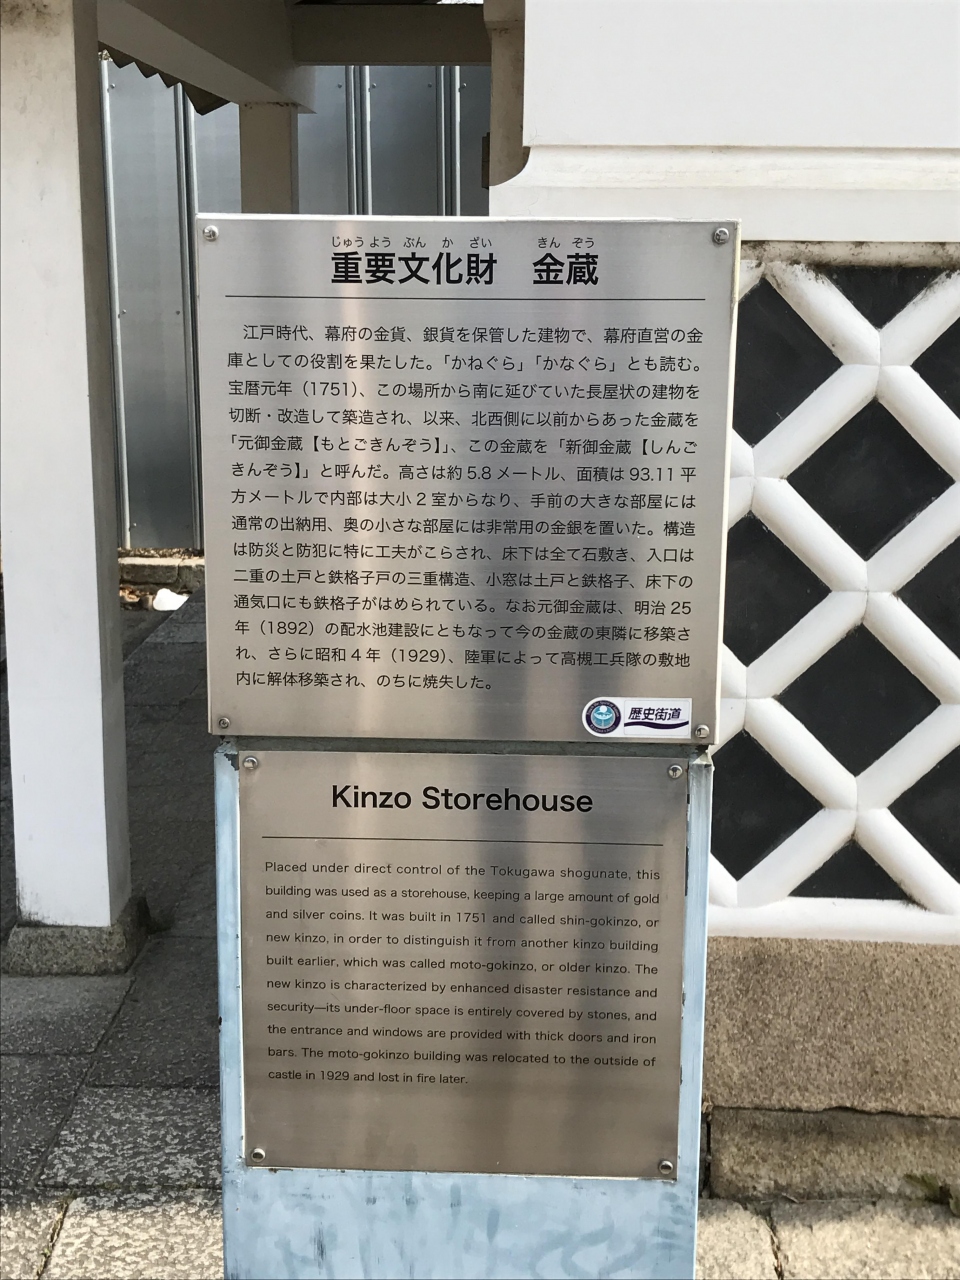 じゅう よう ぶん か ざい きん ぞう
重要文化財 金蔵
江戸時代、幕府の金貨、銀貨を保管した建物で、幕府直営の金
庫としての役割を果たした。「かねぐら」「かなぐら」とも読む。
宝暦元年（1751）、この場所から南に延びていた長屋状の建物を
切断・改造して築造され、以来、北西側に以前からあった金蔵を
「元御金蔵【もとごきんぞう】」、この金蔵を「新御金蔵【しんご
きんぞう】」と呼んだ。高さは約 5.8 メートル、面積は 93.11 平
方メートルで内部は大小 2 室からなり、手前の大きな部屋には
通常の出納用、奥の小さな部屋には非常用の金銀を置いた。構造
は防災と防犯に特に工夫がこらされ、床下は全て石敷き、入口は
二重の土戸と鉄格子戸の三重構造、小窓は土戸と鉄格子、床下の
通気口にも鉄格子がはめられている。なお元御金蔵は、明治 25
年（1892）の配水池建設にともなって今の金蔵の東隣に移築さ
れ、さらに昭和 4 年（1929）、陸軍によって高槻工兵隊の敷地
内に解体移築され、のちに焼失した。
歴史街道
Kinzo Storehouse
Placed under direct control of the Tokugawa shogunate, this
building was used as a storehouse, keeping a large amount of gold
and silver coins. It was built in 1751 and called shin-gokinzo, or
new kinzo, in order to distinguish it from another kinzo building
built earlier, which was called moto-gokinzo, or older kinzo. The
new kinzo is characterized by enhanced disaster resistance and
security—its under-floor space is entirely covered by stones, and
the entrance and windows are provided with thick doors and iron
bars. The moto-gokinzo building was relocated to the outside of
castle in 1929 and lost in fire later.